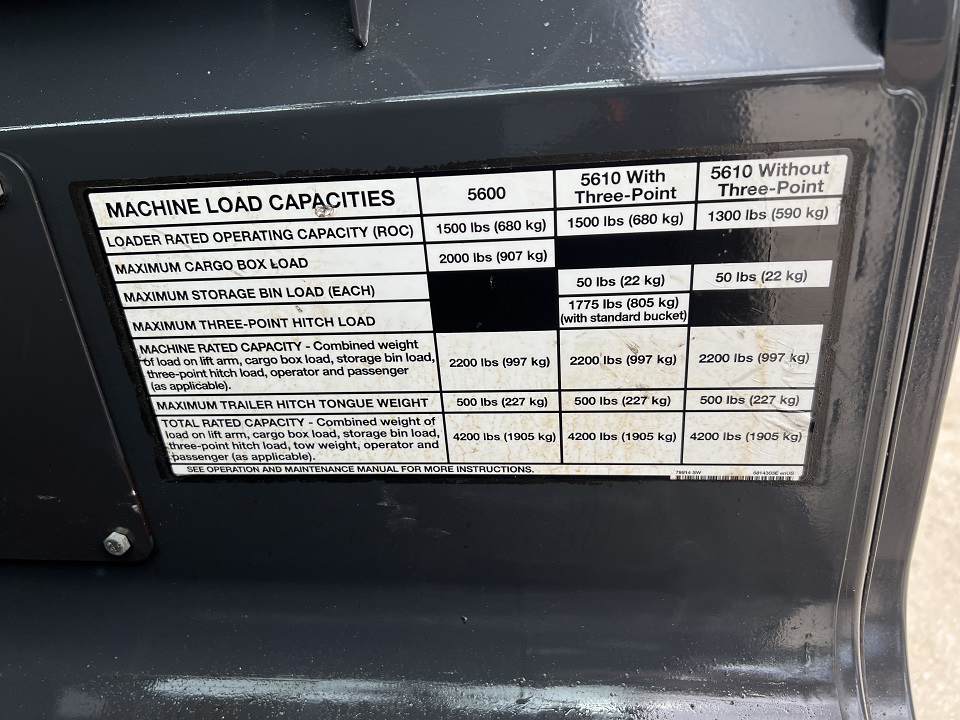 MACHINE LOAD CAPACITIES 5600 5610 With Three-Point 5610 Without Three-Point
LOADER RATED OPERATING CAPACITY (ROC) 1500 lbs (680 kg) 1500 lbs (680 kg) 1300 lbs (590 kg)
MAXIMUM CARGO BOX LOAD 2000 lbs (907 kg)
MAXIMUM STORAGE BIN LOAD (EACH) 50 lbs (22 kg) 50 lbs (22 kg)
MAXIMUM THREE-POINT HITCH LOAD 1775 lbs (805 kg) (with standard bucket)
MACHINE RATED CAPACITY - Combined weight
of load on lift arm, cargo box load, storage bin load,
three-point hitch load, operator and passenger
(as applicable).
2200 lbs (997 kg) 2200 lbs (997 kg) 2200 lbs (997 kg)
MAXIMUM TRAILER HITCH TONGUE WEIGHT 500 lbs (227 kg) 500 lbs (227 kg) 500 lbs (227 kg)
TOTAL RATED CAPACITY - Combined weight of
load on lift arm, cargo box load, storage bin load,
three-point hitch load, tow weight, operator and
passenger (as applicable).
4200 lbs (1905 kg) 4200 lbs (1905 kg) 4200 lbs (1905 kg)
SEE OPERATION AND MAINTENANCE MANUAL FOR MORE INSTRUCTIONS.